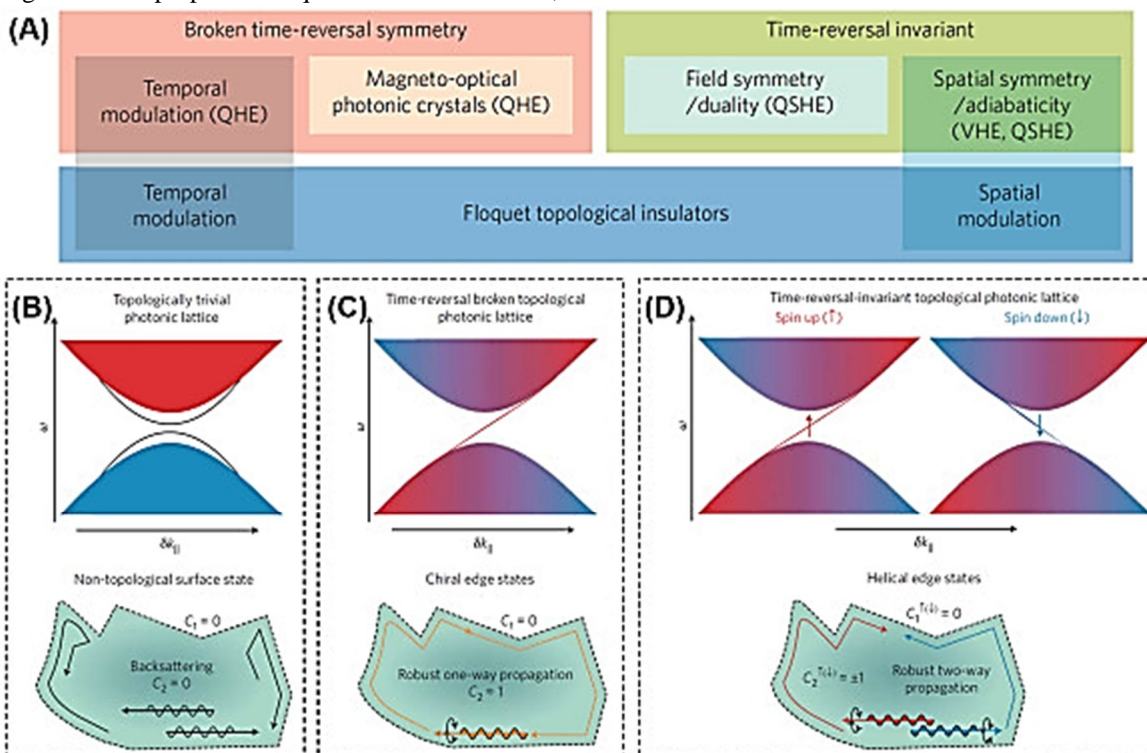 (A)
Broken time-reversal symmetry
Time-reversal invariant
Temporal
modulation (QHE)
Magneto-optical
photonic crystals (QHE)
Field symmetry
/duality (QSHE)
Spatial symmetry
/adiabaticity
(VHE, QSHE)
Temporal
modulation
Floquet topological insulators
Spatial
modulation
(B)
Topologically trivial
photonic lattice
ω
δk||
Non-topological surface state
C₁ = 0
Backsattering
C₂ = 0
(C)
Time-reversal broken topological
photonic lattice
ω
δk||
Chiral edge states
C₁ = 0
Robust one-way propagation
C₂ = 1
(D)
Time-reversal-invariant topological photonic lattice
Spin up (↑)
Spin down (↓)
ω
δk||
Helical edge states
C₁↑(↓) = 0
C₂↑(↓) = ±1
Robust two-way
propagation